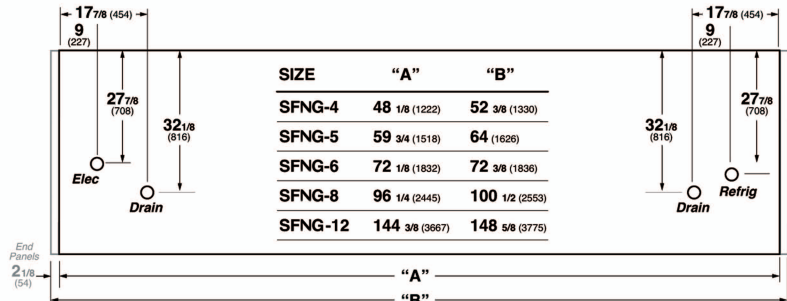 17 7/8 (454)
9
(227)
17 7/8 (454)
9
(227)
27 7/8
(708)
32 1/8
(816)
Elec
Drain
SIZE "A" "B"
SFNG-4 48 1/8 (1222) 52 3/8 (1330)
SFNG-5 59 3/4 (1518) 64 (1626)
SFNG-6 72 1/8 (1832) 72 3/8 (1836)
SFNG-8 96 1/4 (2445) 100 1/2 (2553)
SFNG-12 144 3/8 (3667) 148 5/8 (3775)
32 1/8
(816)
27 7/8
(708)
Refrig
Drain
End
Panels
2 1/8
(54)
"A"
"B"